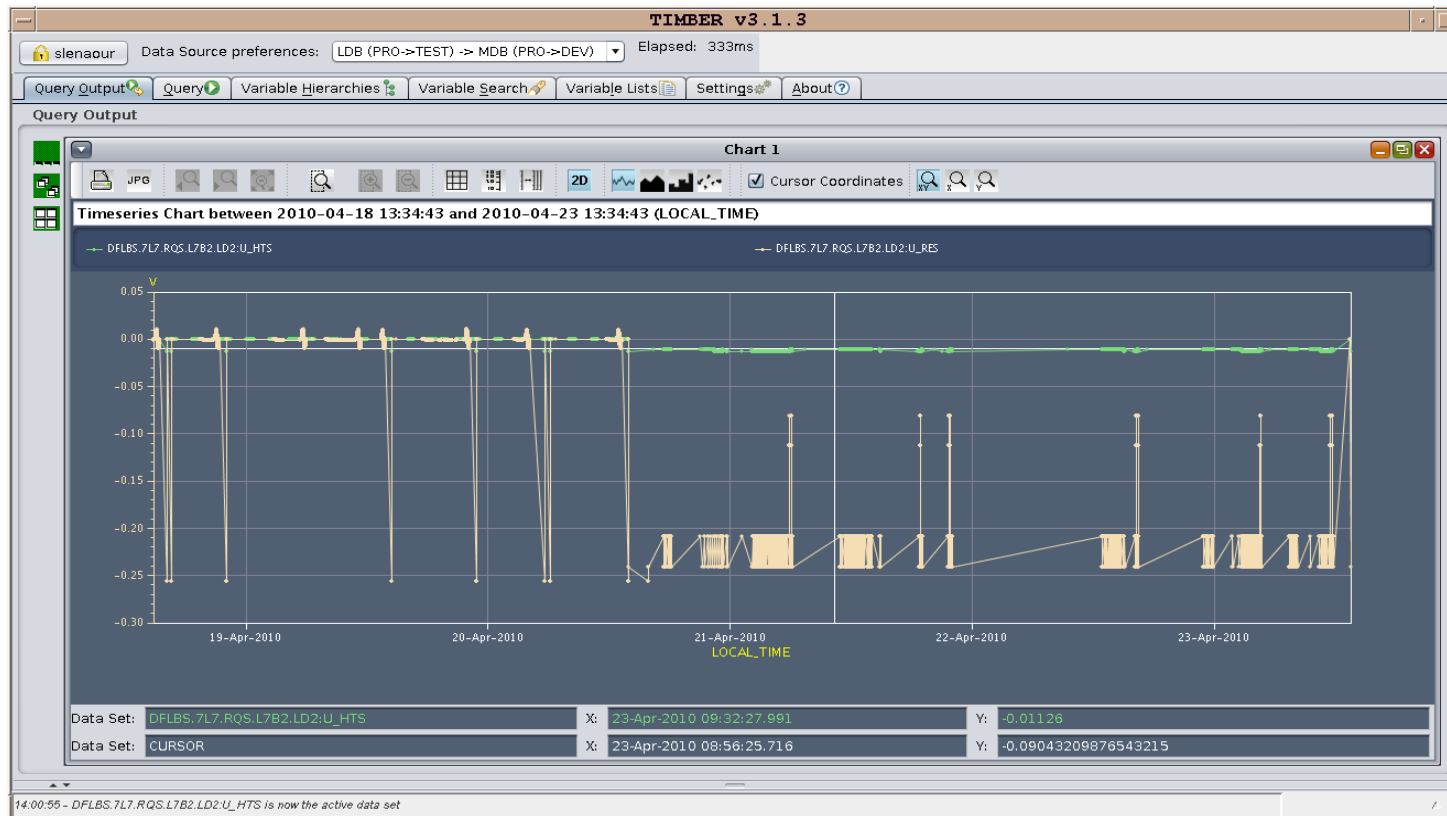 TIMBER v3.1.3
slenaour Data Source preferences: LDB (PRO->TEST) -> MDB (PRO->DEV) Elapsed: 333ms
Query Output Query Variable Hierarchies Variable Search Variable Lists Settings About
Query Output
Chart 1
JPG 2D Cursor Coordinates XY X Y
Timeseries Chart between 2010-04-18 13:34:43 and 2010-04-23 13:34:43 (LOCAL_TIME)
DFLBS.7L7.RQS.L7B2.LD2:U_HTS DFLBS.7L7.RQS.L7B2.LD2:U_RES
V
0.05
0.00
-0.05
-0.10
-0.15
-0.20
-0.25
-0.30
19-Apr-2010 20-Apr-2010 21-Apr-2010 22-Apr-2010 23-Apr-2010
LOCAL_TIME
Data Set: DFLBS.7L7.RQS.L7B2.LD2:U_HTS X: 23-Apr-2010 09:32:27.991 Y: -0.01126
Data Set: CURSOR X: 23-Apr-2010 08:56:25.716 Y: -0.09043209876543215
14:00:55 - DFLBS.7L7.RQS.L7B2.LD2:U_HTS is now the active data set